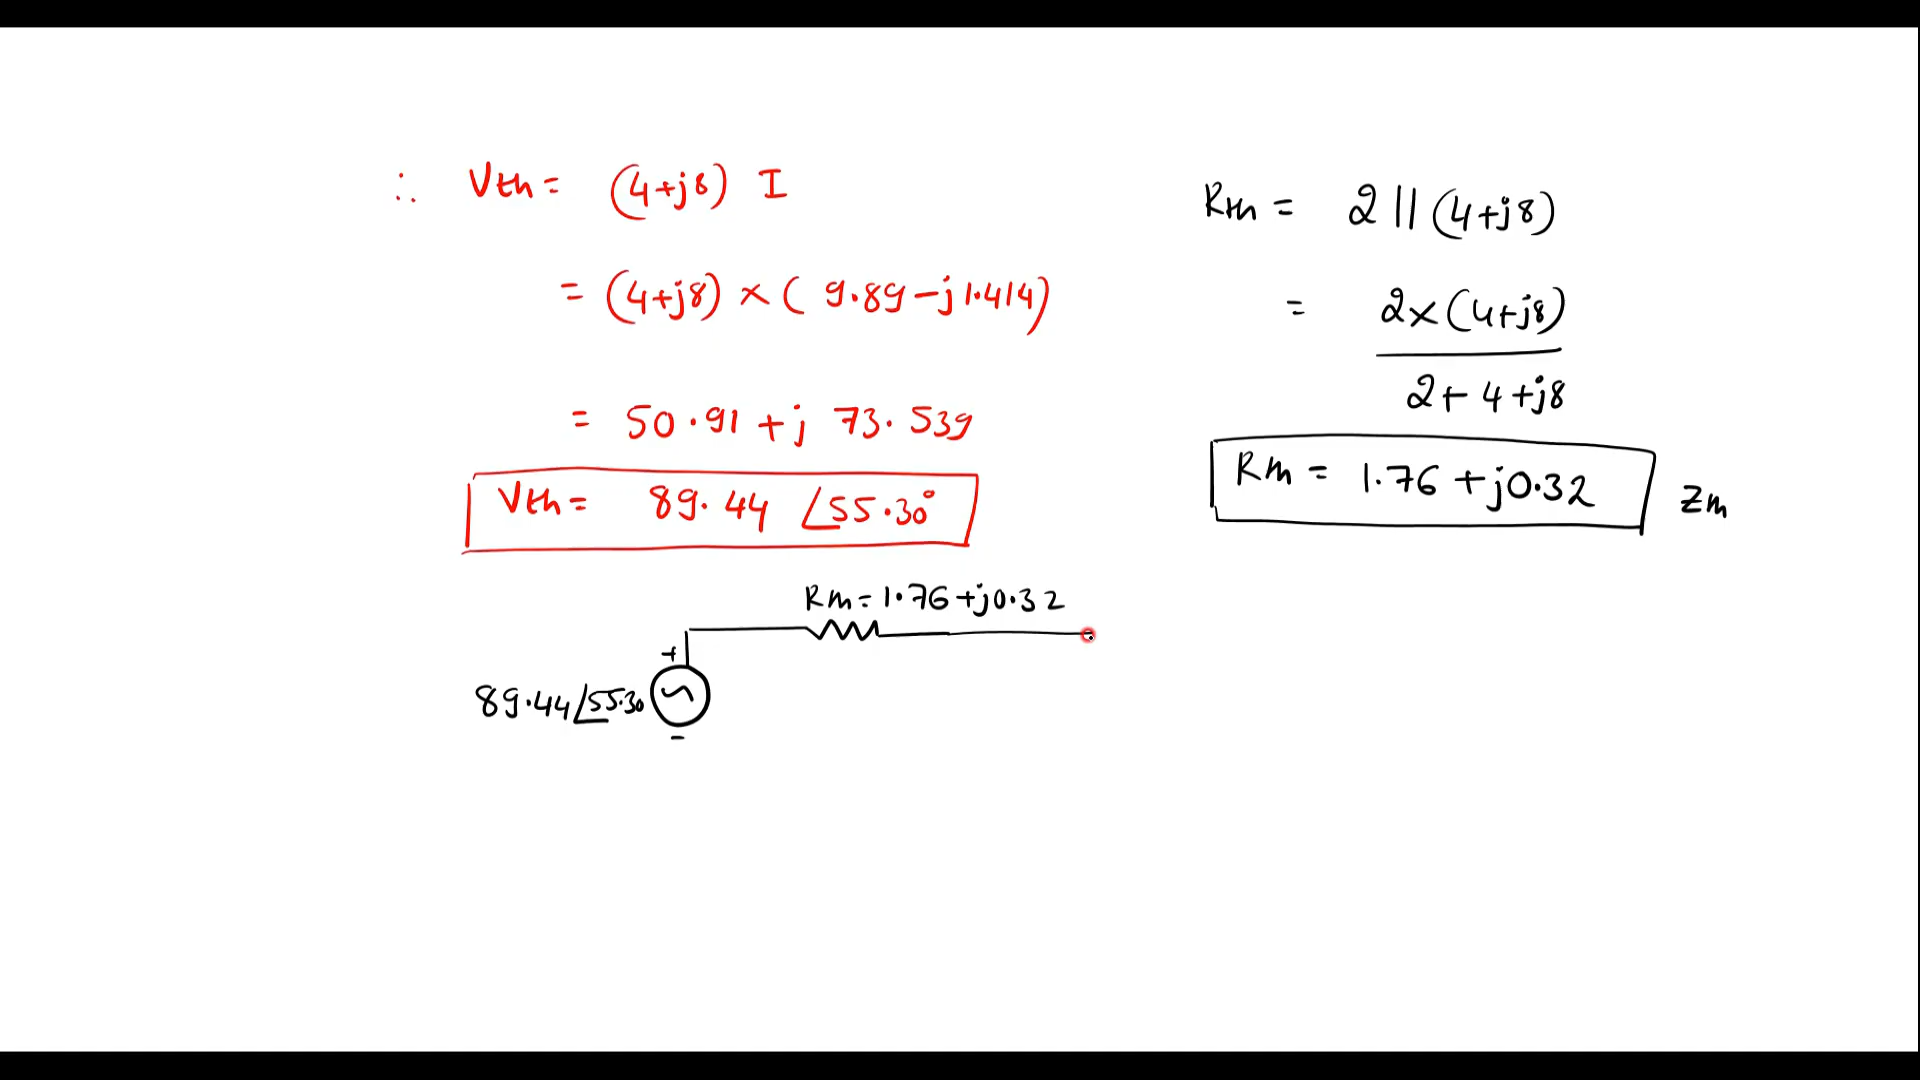 ∴ Vth = (4+j8) I
= (4+j8) × ( 9.89-j1.414)
= 50.91 + j 73.539
Vth = 89.44 ∠55.30°
Rth = 2 || (4+j8)
= 2×(4+j8)
2+ 4 +j8
Rth = 1.76 + j0.32
Zth
Rth = 1.76 +j0.32
+
89.44∠55.30
-